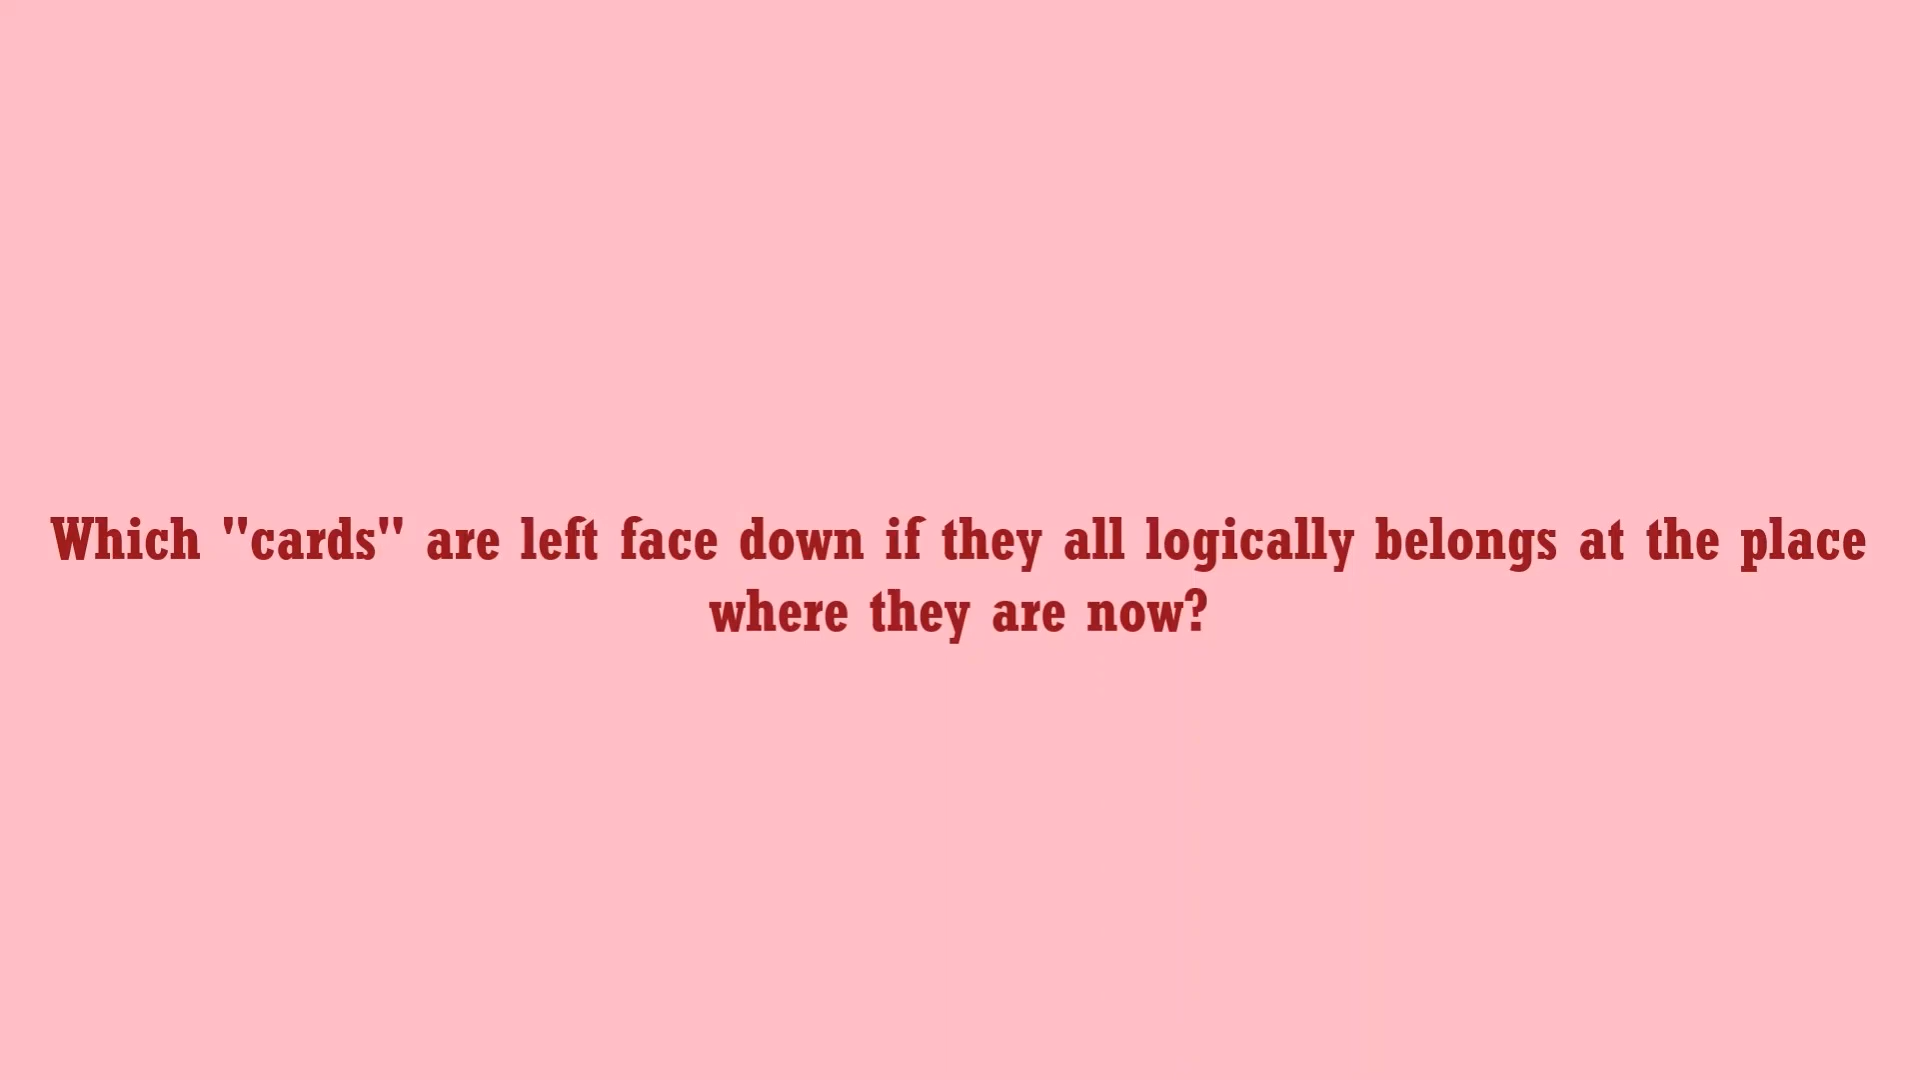 Which "cards" are left face down if they all logically belongs at the place
where they are now?